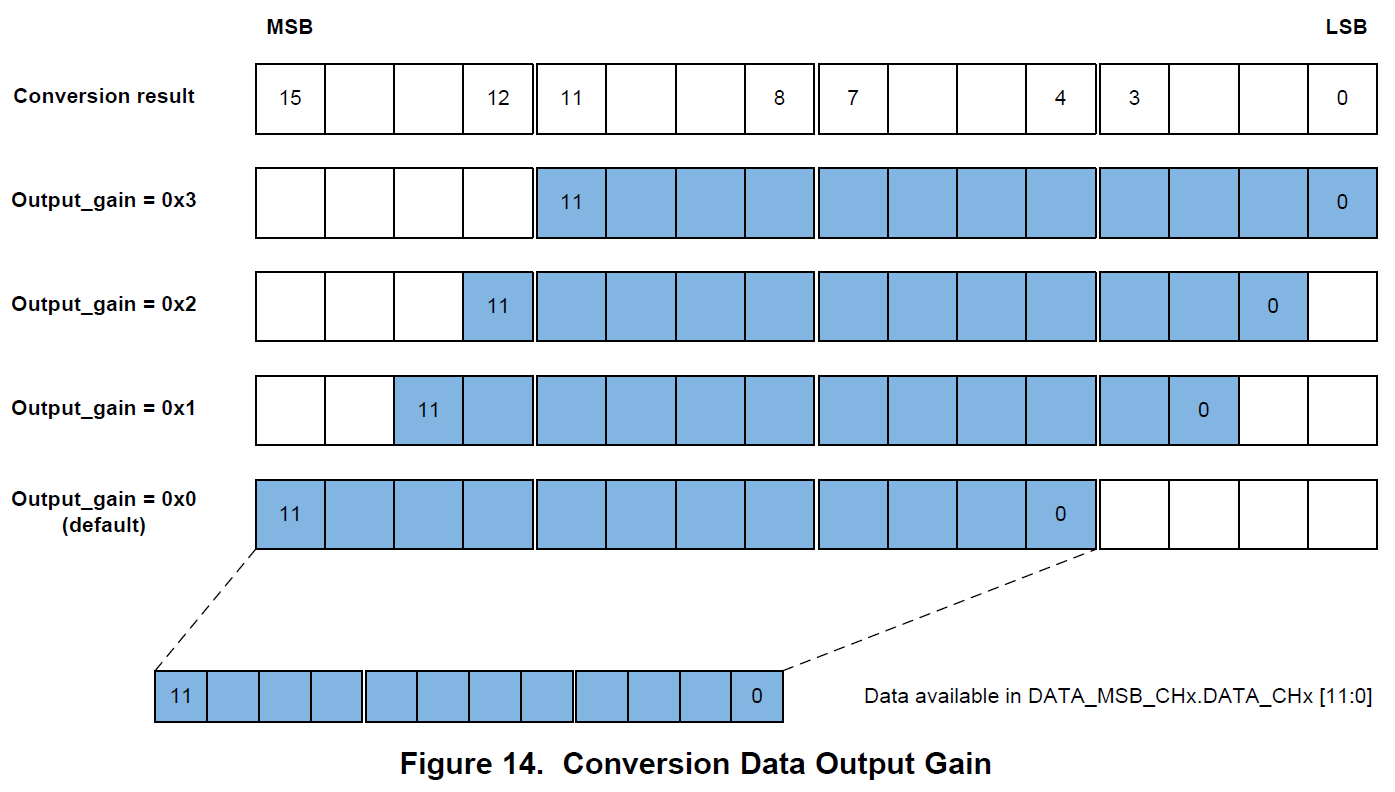 MSB LSB
Conversion result 15 12 11 8 7 4 3 0
Output_gain = 0x3 11 0
Output_gain = 0x2 11 0
Output_gain = 0x1 11 0
Output_gain = 0x0
(default) 11 0
11 0 Data available in DATA_MSB_CHx.DATA_CHx [11:0]
Figure 14. Conversion Data Output Gain